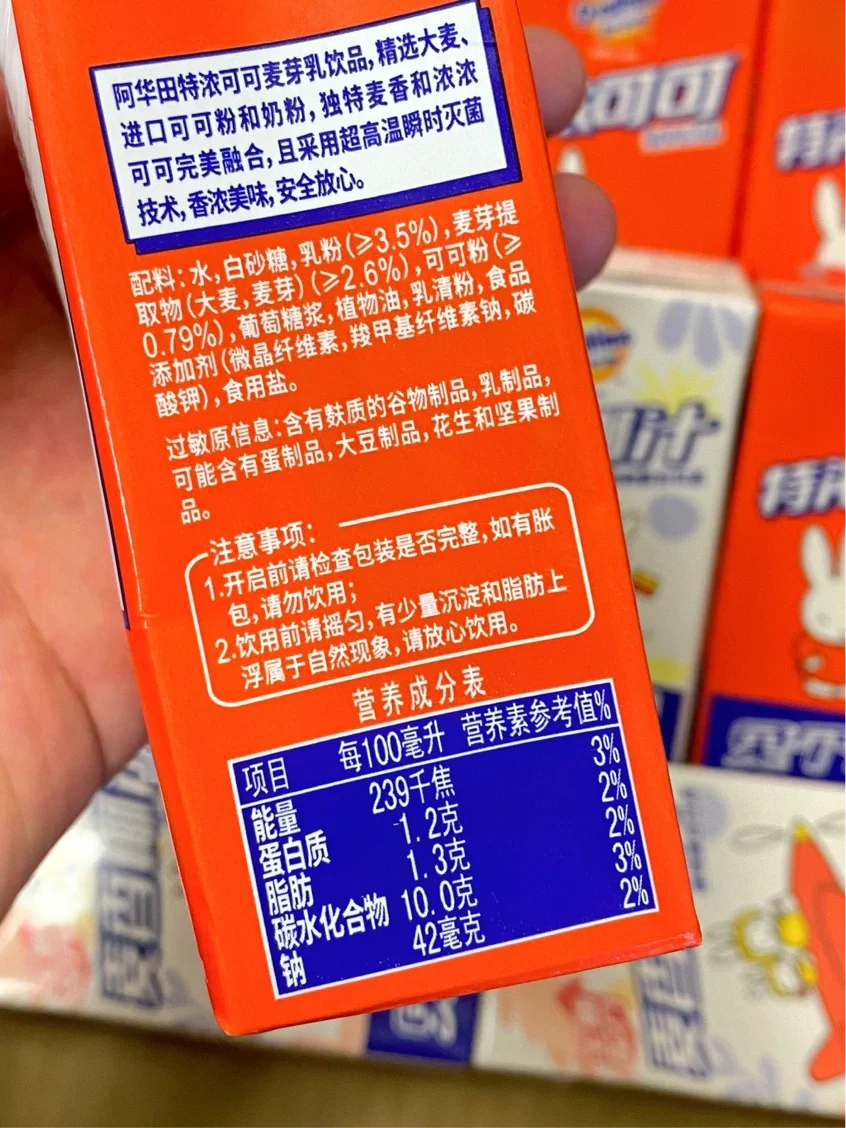 阿华田特浓可可麦芽乳饮品,精选大麦、
进口可可粉和奶粉,独特麦香和浓浓
可可完美融合,且采用超高温瞬时灭菌
技术,香浓美味,安全放心。
配料:水,白砂糖,乳粉(≥3.5%),麦芽提
取物(大麦,麦芽)(≥2.6%),可可粉(≥
0.79%),葡萄糖浆,植物油,乳清粉,食品
添加剂(微晶纤维素,羧甲基纤维素钠,碳
酸钾),食用盐。
过敏原信息:含有麸质的谷物制品,乳制品,
可能含有蛋制品,大豆制品,花生和坚果制
品。
注意事项:
1.开启前请检查包装是否完整,如有胀
包,请勿饮用;
2.饮用前请摇匀,有少量沉淀和脂肪上
浮属于自然现象,请放心饮用。
营养成分表
项目 每100毫升 营养素参考值%
能量 239千焦 3%
蛋白质 1.2克 2%
脂肪 1.3克 2%
碳水化合物 10.0克 3%
钠 42毫克 2%
可可
特浓
特浓